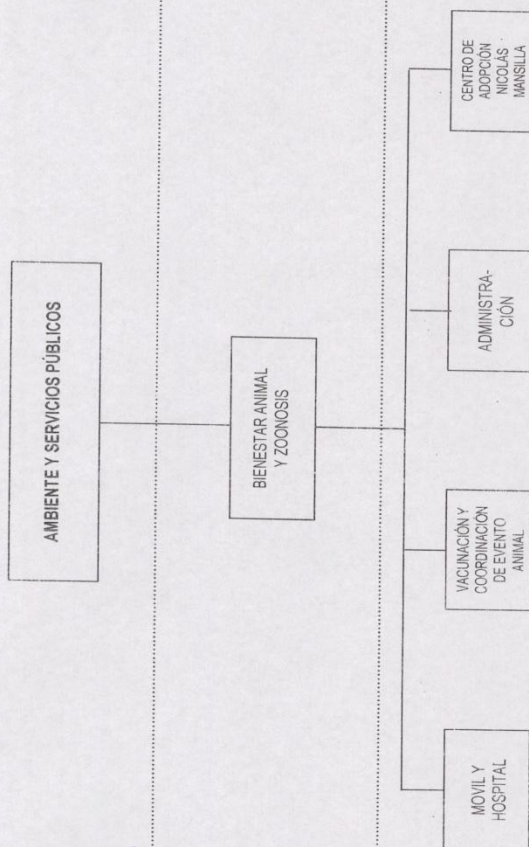 AMBIENTE Y SERVICIOS PÚBLICOS
BIENESTAR ANIMAL
Y ZOONOSIS
MOVIL Y
HOSPITAL
VACUNACIÓN Y
COORDINACIÓN
DE EVENTO
ANIMAL
ADMINISTRA-
CIÓN
CENTRO DE
ADOPCIÓN
NICOLÁS
MANSILLA